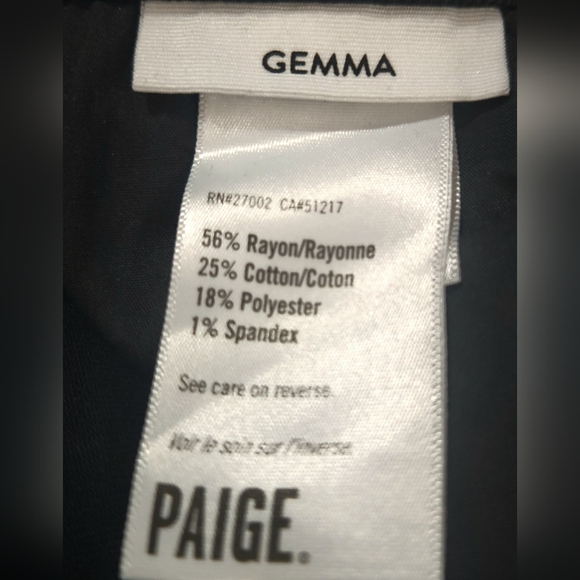 GEMMA
RN#27002 CA#51217
56% Rayon/Rayonne
25% Cotton/Coton
18% Polyester
1% Spandex
See care on reverse.
Voir le soin sur l'inverse.
PAIGE.